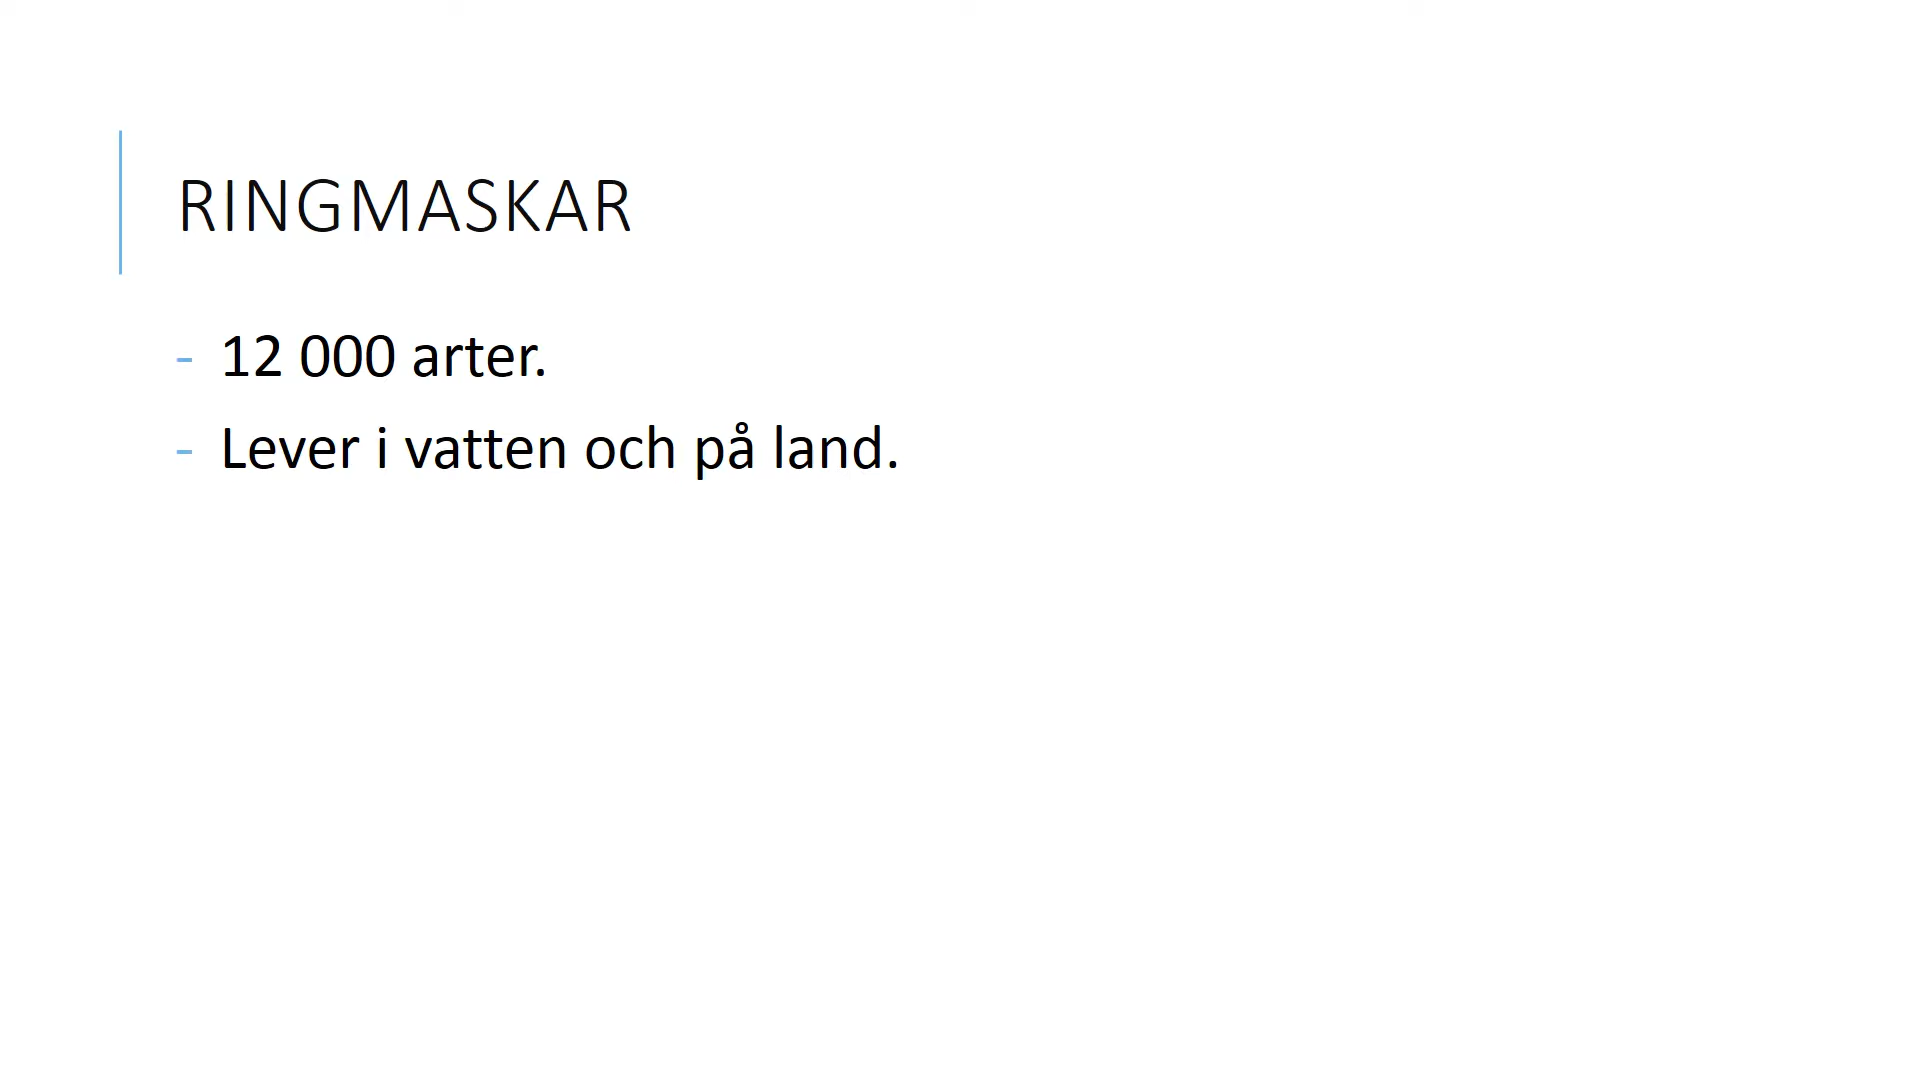 RINGMASKAR
- 12 000 arter.
- Lever i vatten och på land.